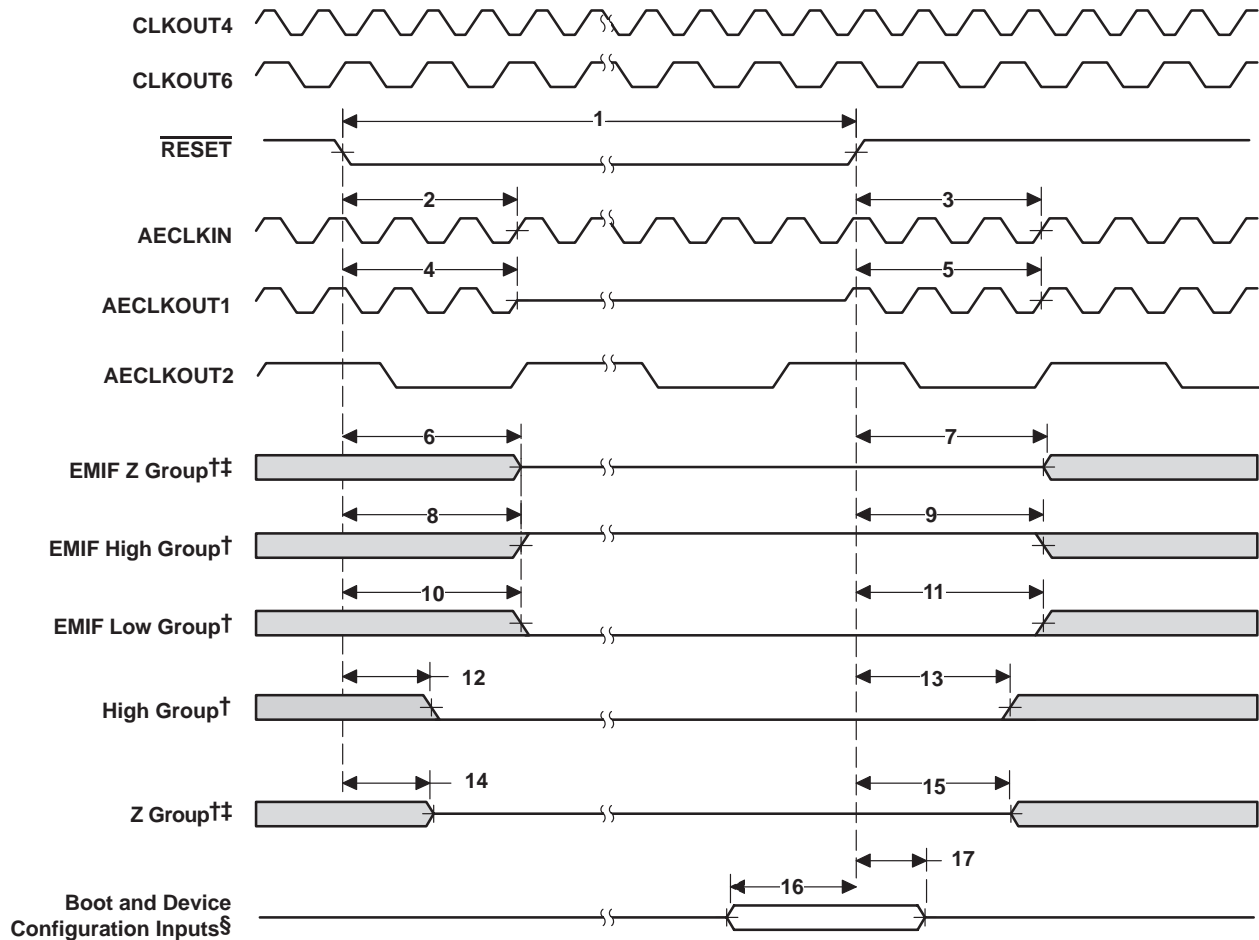 CLKOUT4
CLKOUT6
1
RESET
2
3
AECLKIN
4
5
AECLKOUT1
AECLKOUT2
6
7
EMIF Z Group†‡
8
9
EMIF High Group†
10
11
EMIF Low Group†
12
13
High Group†
14
15
Z Group†‡
17
16
Boot and Device
Configuration Inputs§